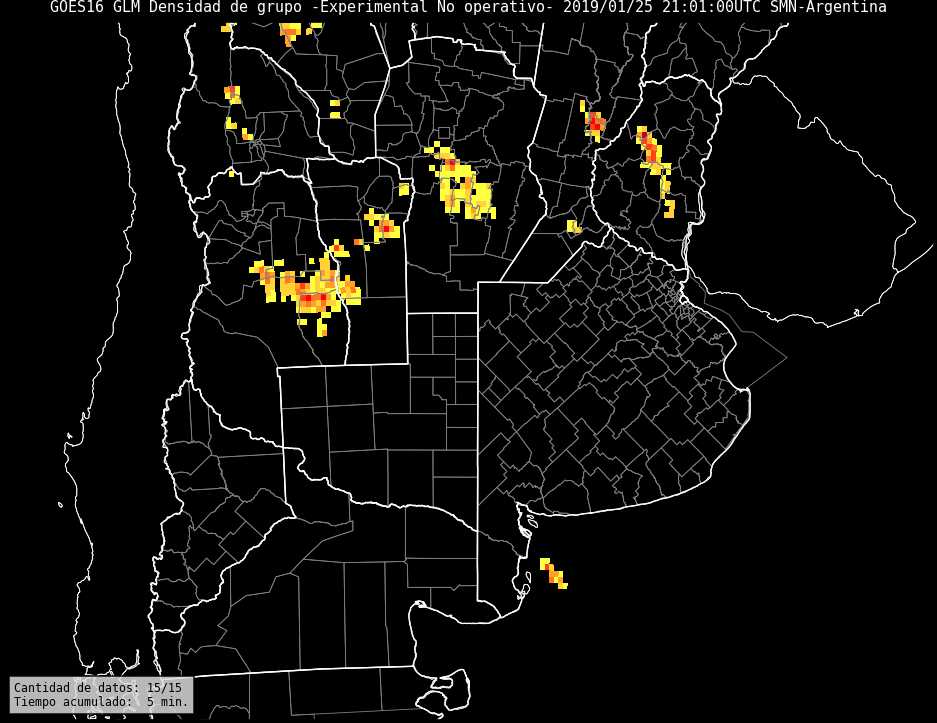 GOES16 GLM Densidad de grupo -Experimental No operativo- 2019/01/25 21:01:00UTC SMN-Argentina
Cantidad de datos: 15/15
Tiempo acumulado:  5 min.